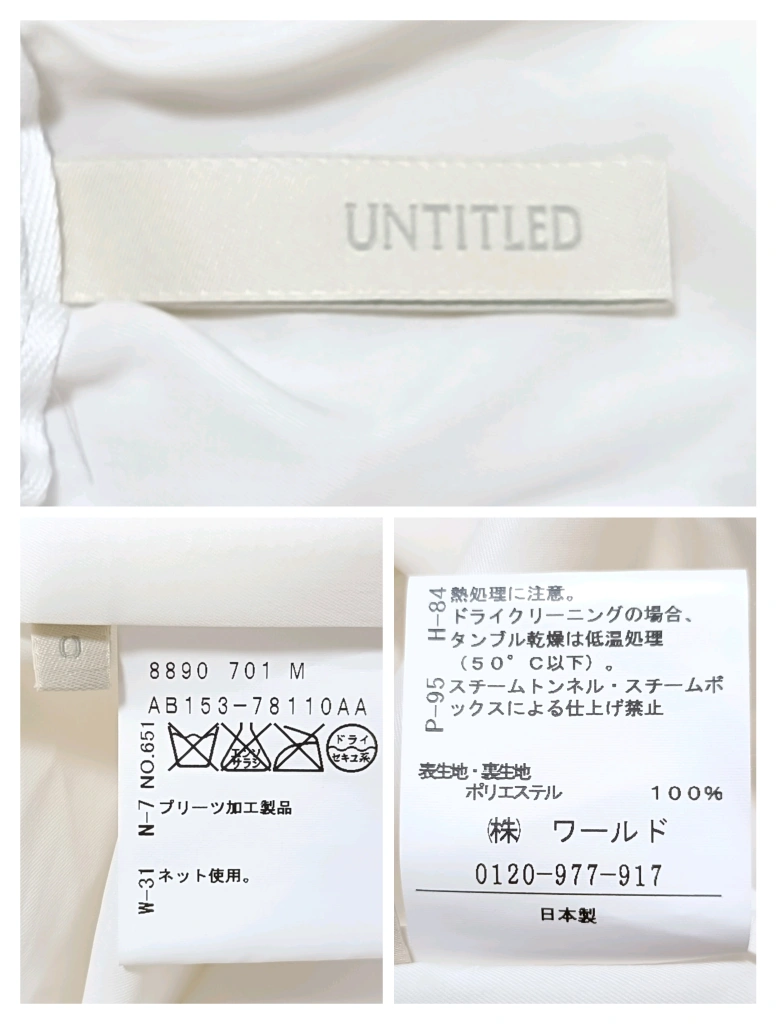 UNTITLED
0
8890 701 M
AB153-78110AA
NO.651
エンソ
サラシ
ドライ
セキユ系
N-7 プリーツ加工製品
W-31 ネット使用。
H-84 熱処理に注意。
ドライクリーニングの場合、
タンブル乾燥は低温処理
(50°C以下)。
P-95 スチームトンネル・スチームボ
ックスによる仕上げ禁止
表生地・裏生地
ポリエステル 100%
㈱ ワールド
0120-977-917
日本製